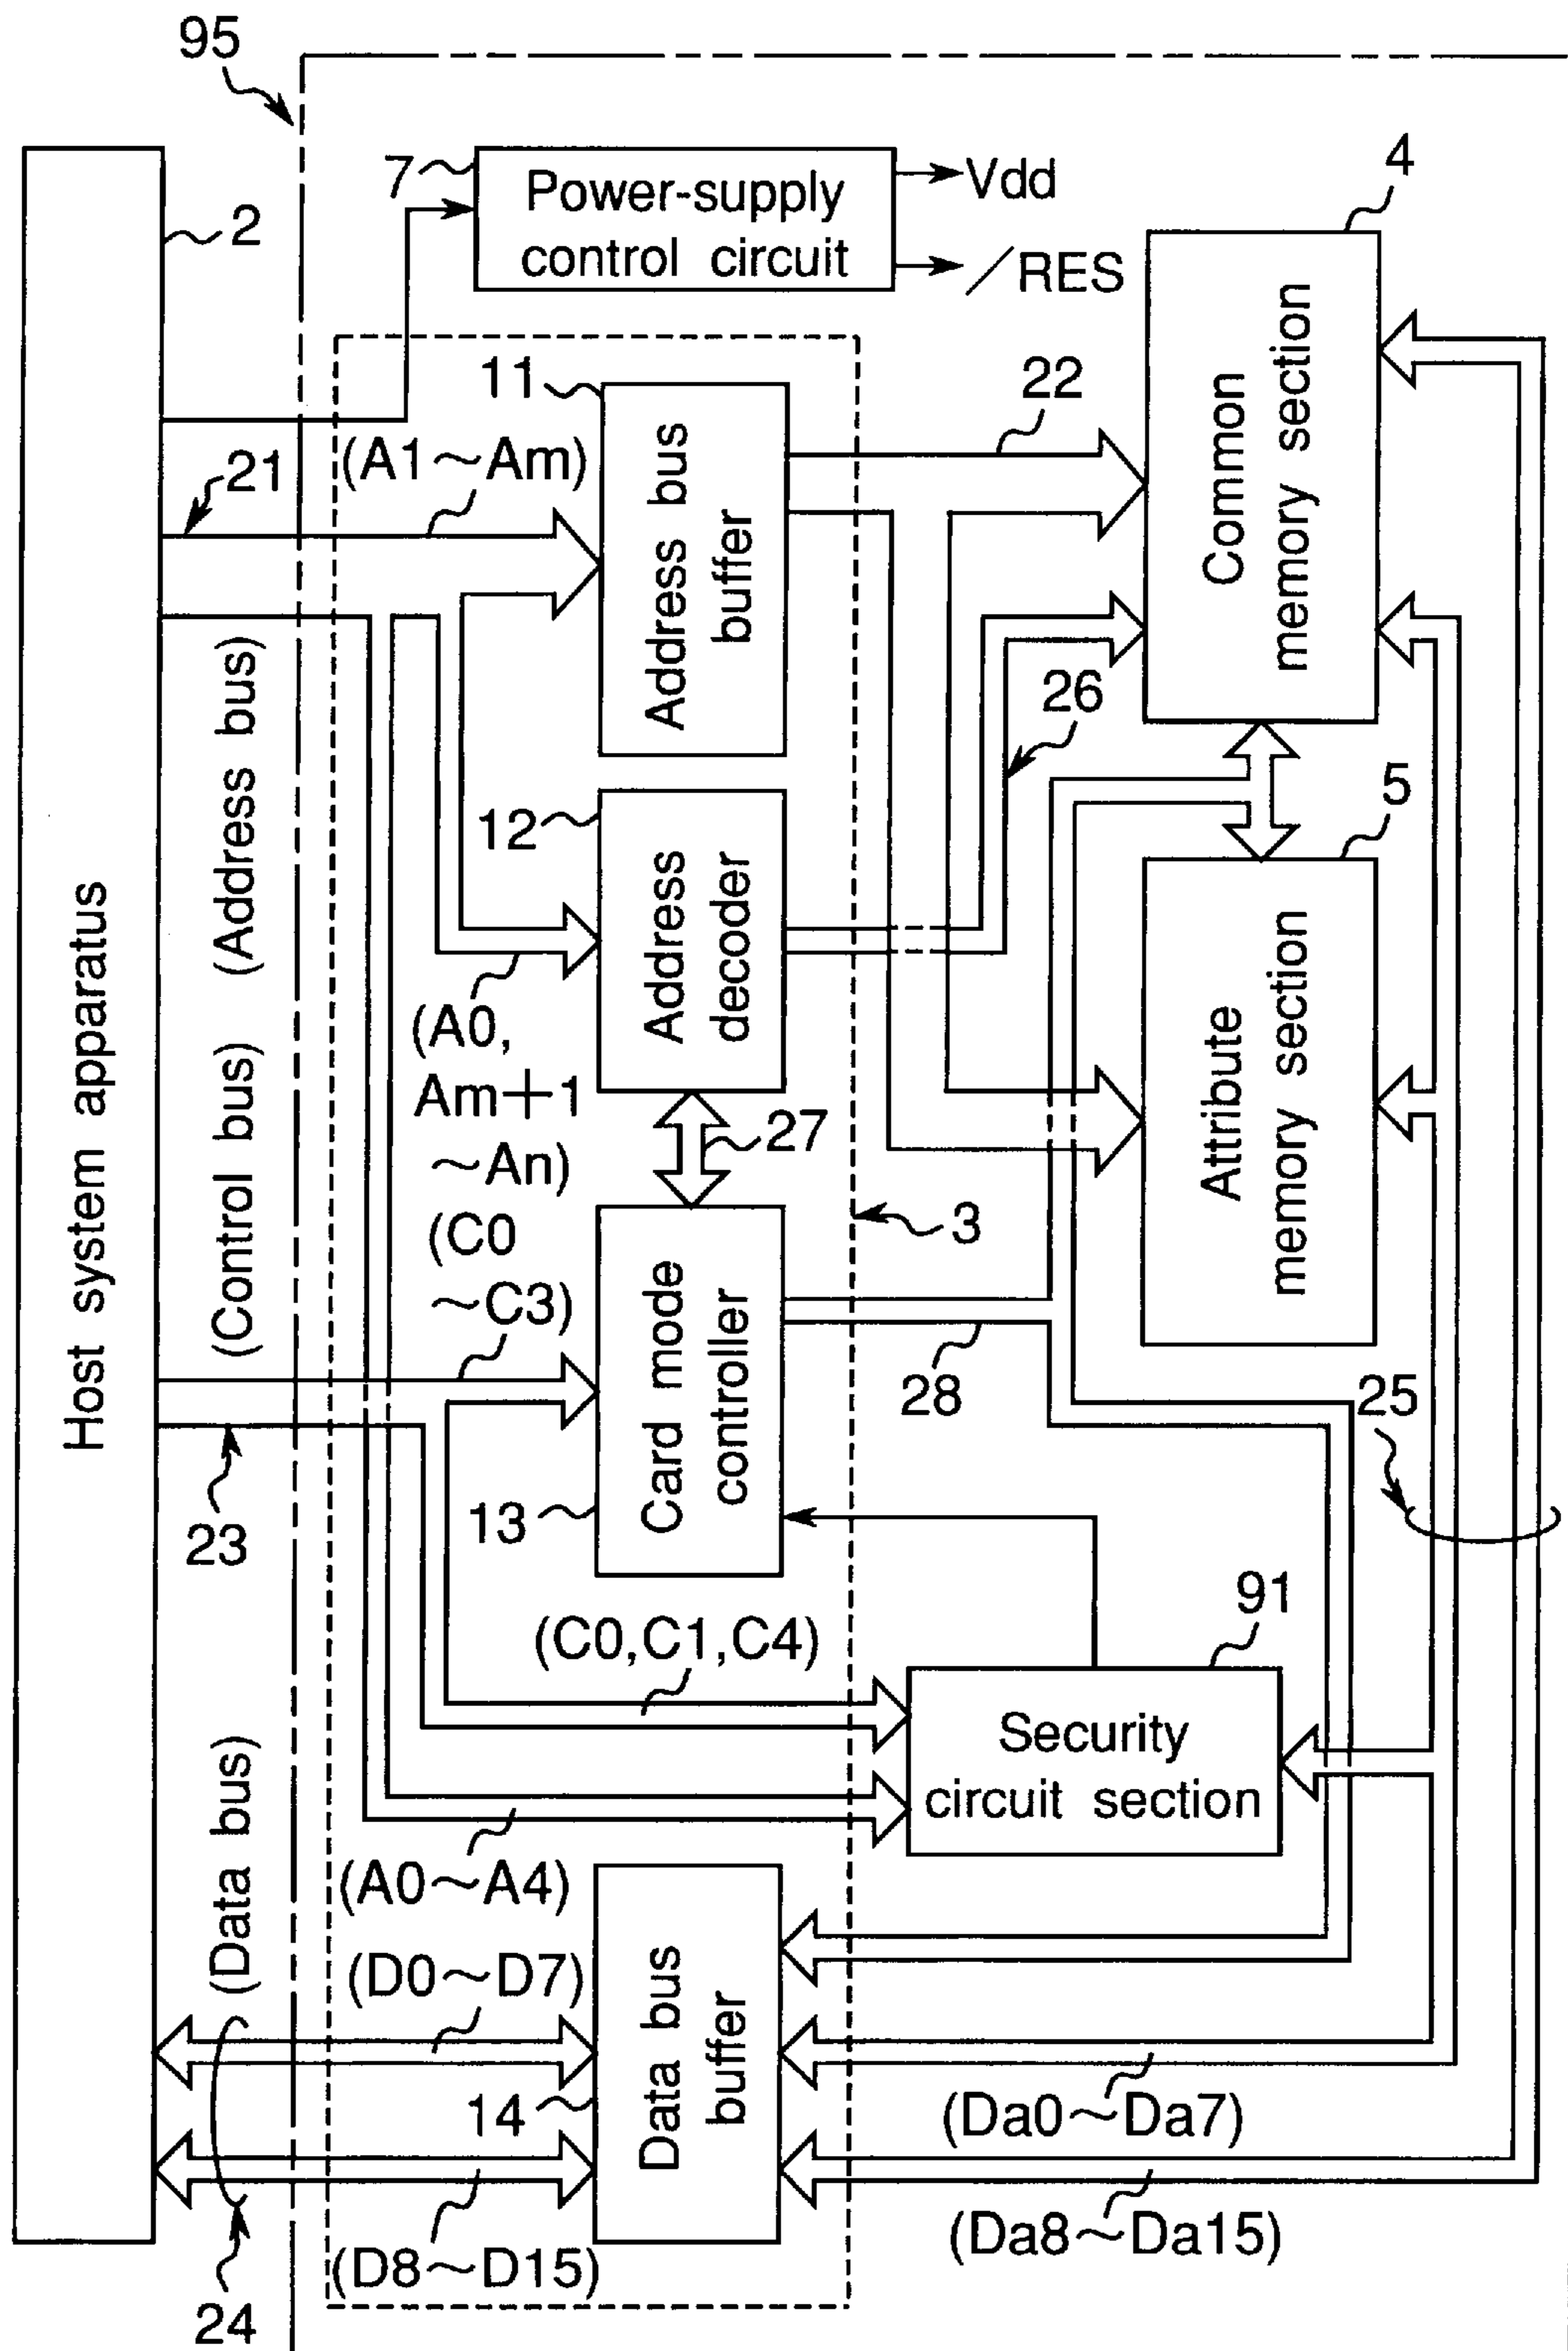 95
2
7
Power-supply
control circuit
Vdd
/RES
4
Common
memory section
11
(A1~Am)
21
Address bus
buffer
22
26
Host system apparatus
(Address bus)
(Control bus)
(Data bus)
12
Address
decoder
(A0,
Am+1
~An)
27
5
Attribute
memory section
(C0
~C3)
3
Card mode
controller
13
28
25
23
(C0,C1,C4)
91
Security
circuit section
(A0~A4)
(D0~D7)
Data bus
buffer
14
(Da0~Da7)
(D8~D15)
(Da8~Da15)
24